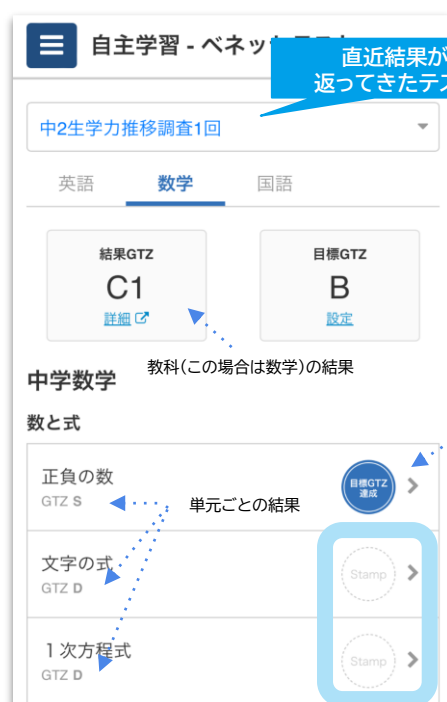 自主学習 - ベネッ
直近結果が
返ってきたテス
中2生学力推移調査1回
英語 数学 国語
結果GTZ 目標GTZ
C1 B
詳細 設定
教科(この場合は数学)の結果
中学数学
数と式
正負の数
GTZ S
目標GTZ
達成
単元ごとの結果
文字の式
GTZ D
Stamp
1次方程式
GTZ D
Stamp